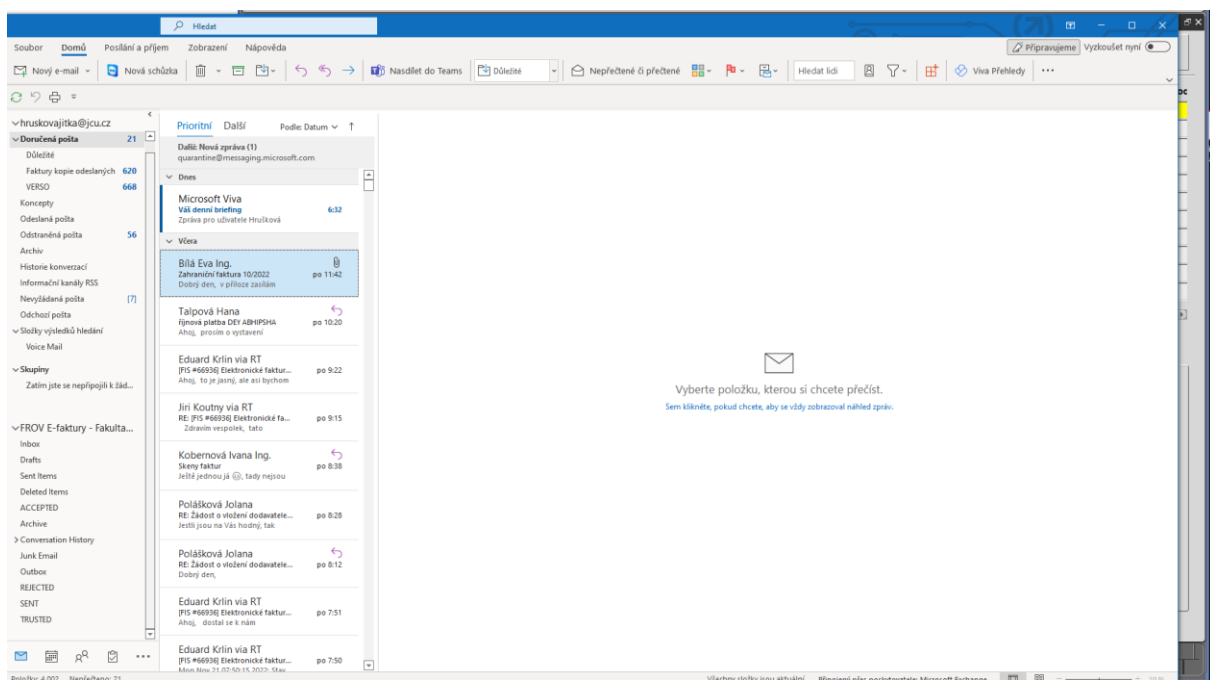 Hledat
Soubor Domů Posílání a příjem Zobrazení Nápověda
Připravujeme Vyzkoušet nyní
Nový e-mail Nová schůzka Nasdílet do Teams Důležité Nepřečtené či přečtené Hledat lidi Viva Přehledy
hruskovajitka@jcu.cz
Doručená pošta 21
Důležité
Faktury kopie odeslaných 620
VERSO 668
Koncepty
Odeslaná pošta
Odstraněná pošta 56
Archiv
Historie konverzací
Informační kanály RSS
Nevyžádaná pošta [7]
Odchozí pošta
Složky výsledků hledání
Voice Mail
Skupiny
Zatím jste se nepřipojili k žád...
FROV E-faktury - Fakulta...
Inbox
Drafts
Sent Items
Deleted Items
ACCEPTED
Archive
Conversation History
Junk Email
Outbox
REJECTED
SENT
TRUSTED
Prioritní Další Podle: Datum
Další: Nová zpráva (1)
quarantine@messaging.microsoft.com
Dnes
Microsoft Viva
Váš denní briefing 6:32
Zpráva pro uživatele Hrušková
Včera
Bílá Eva Ing.
Zahraniční faktura 10/2022 po 11:42
Dobrý den, v příloze zasílám
Talpová Hana
říjnová platba DEY ABHIPSHA po 10:20
Ahoj, prosím o vystavení
Eduard Krlin via RT
[FIS #66936] Elektronické faktur... po 9:22
Ahoj, to je jasný, ale asi bychom
Jiri Koutny via RT
RE: [FIS #66936] Elektronické fa... po 9:15
Zdravím vespolek, tato
Kobernová Ivana Ing.
Skeny faktur po 8:38
Ještě jednou já 😊, tady nejsou
Polášková Jolana
RE: Žádost o vložení dodavatele... po 8:28
Jestli jsou na Vás hodný, tak
Polášková Jolana
RE: Žádost o vložení dodavatele... po 8:12
Dobrý den,
Eduard Krlin via RT
[FIS #66936] Elektronické faktur... po 7:51
Ahoj, dostal se k nám
Eduard Krlin via RT
[FIS #66936] Elektronické faktur... po 7:50
Mon Nov 21 07:50:15 2022: Stav
Vyberte položku, kterou si chcete přečíst.
Sem klikněte, pokud chcete, aby se vždy zobrazoval náhled zpráv.
Položky: 4 002 Nepřečteno: 21
Všechny složky jsou aktuální Připojený přes poskytovatele: Microsoft Exchange